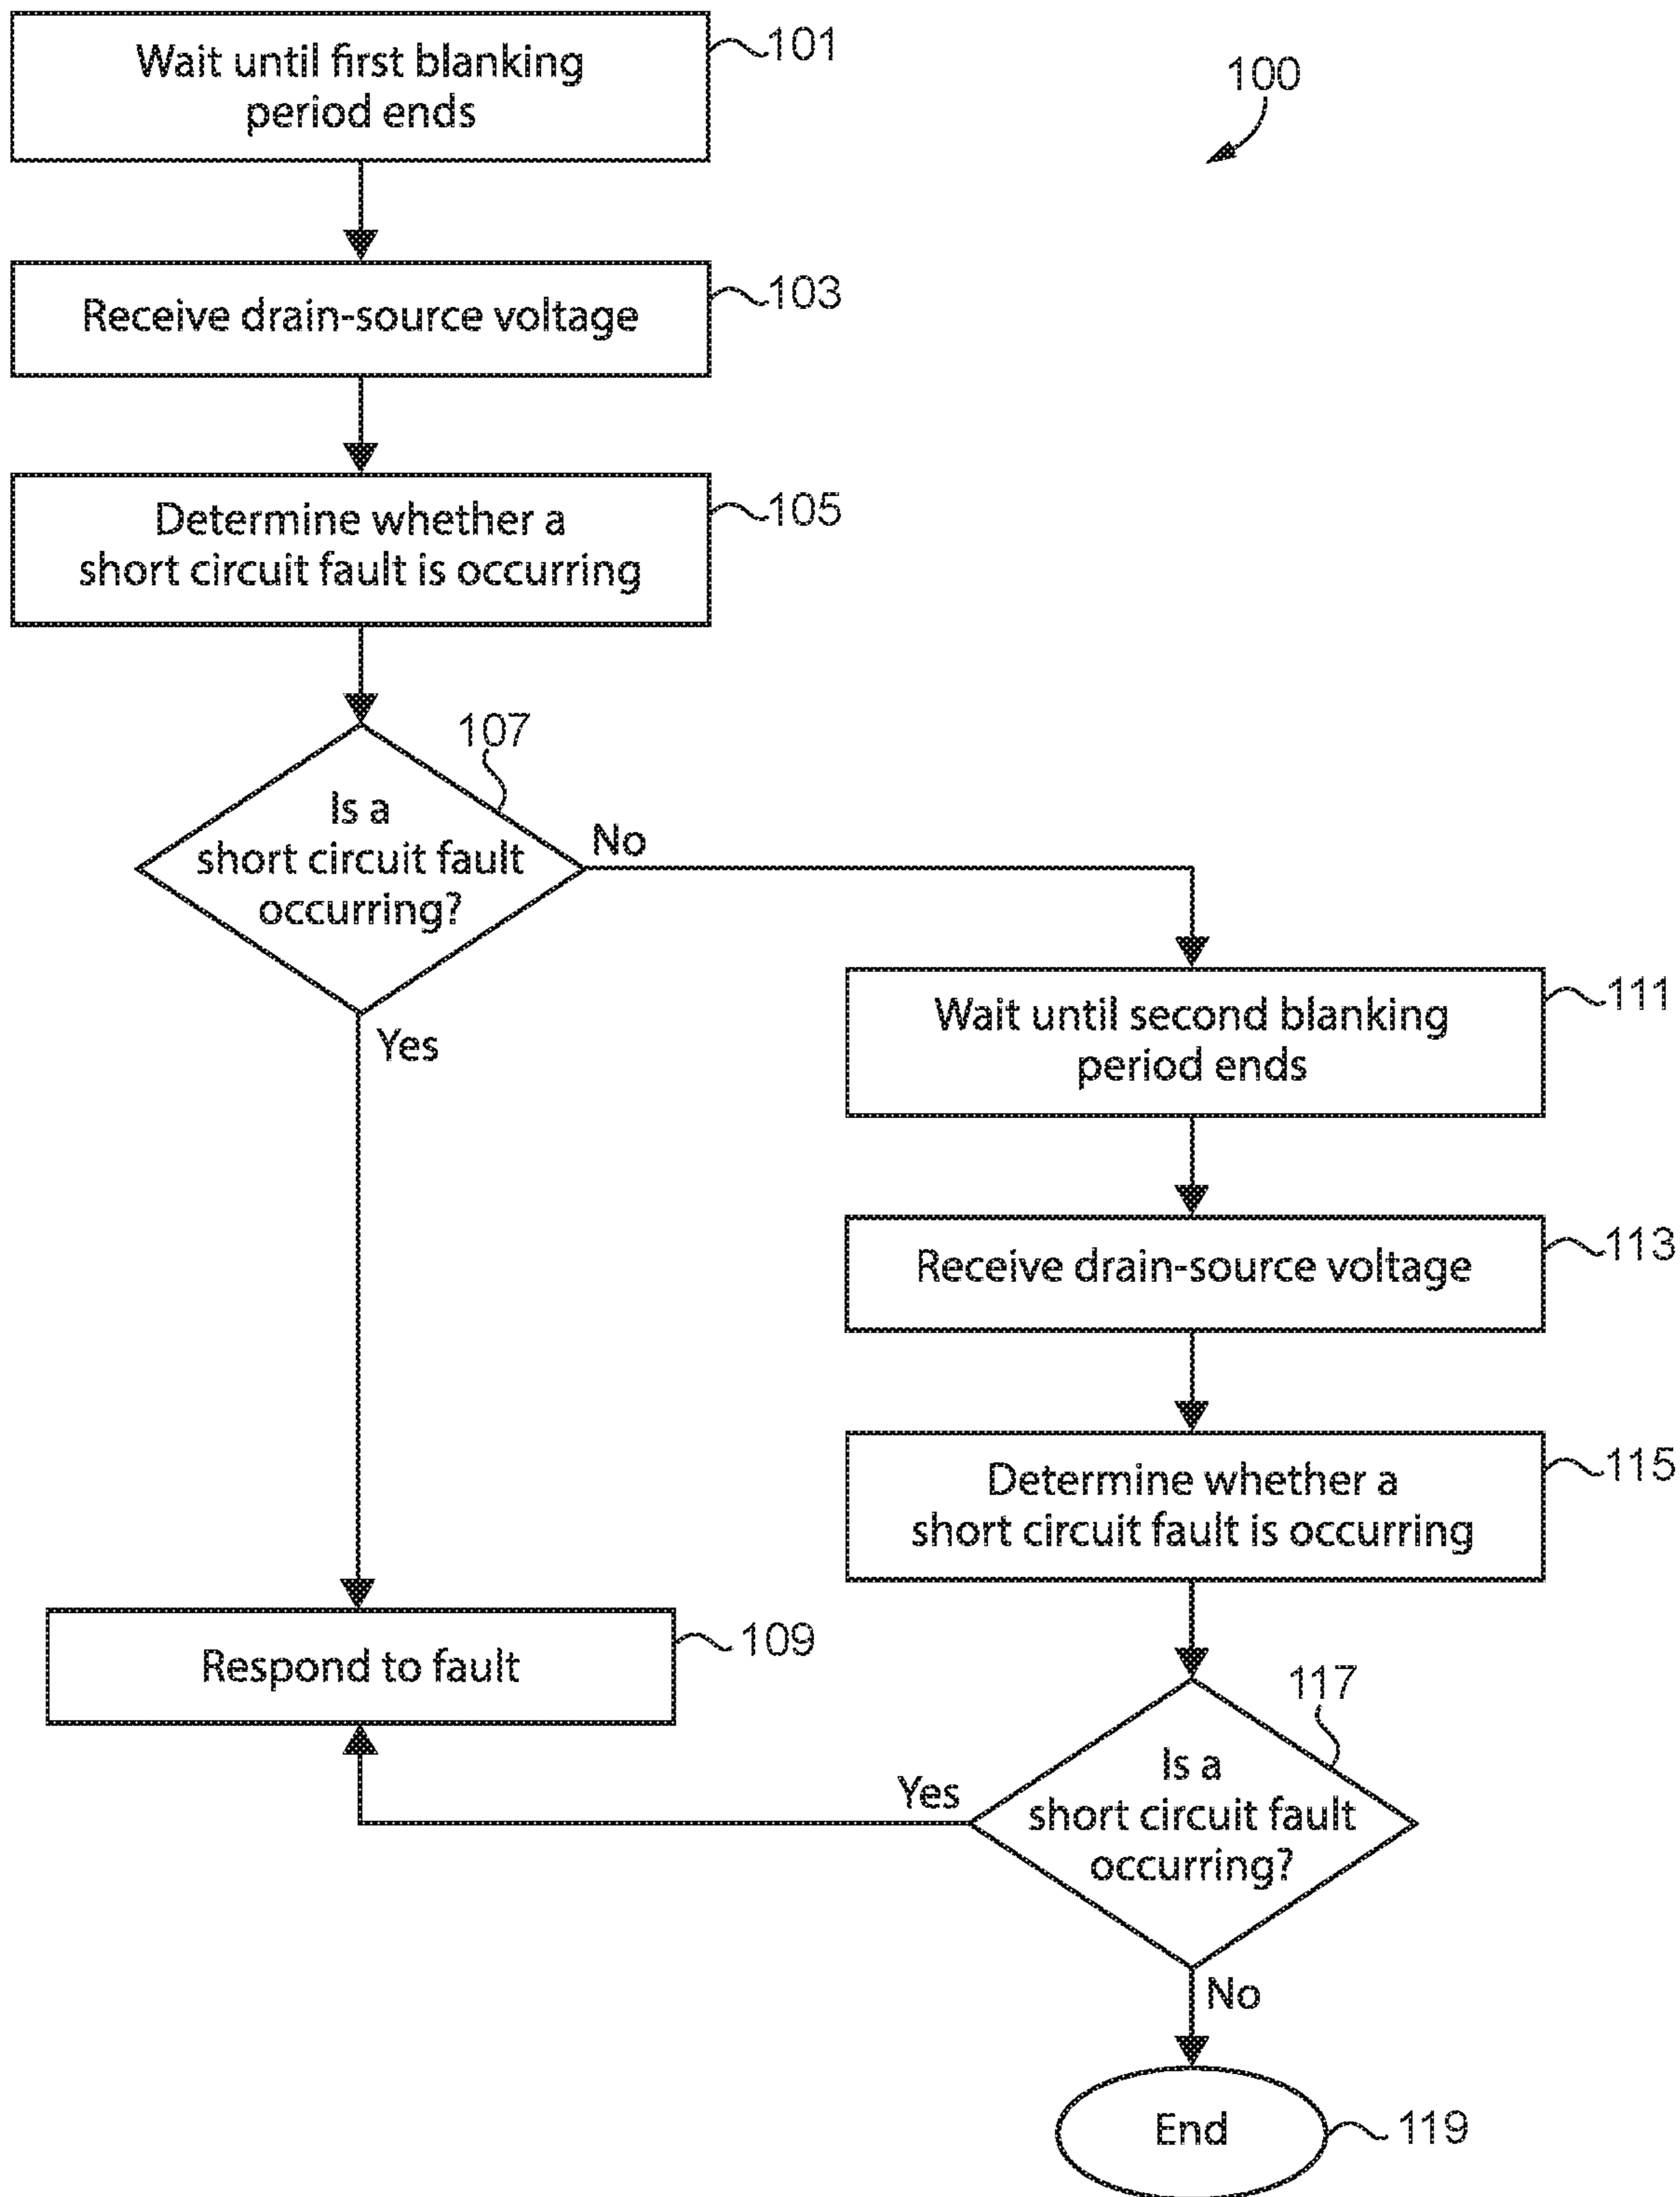 Wait until first blanking
period ends
101
100
Receive drain-source voltage
103
Determine whether a
short circuit fault is occurring
105
107
Is a
short circuit fault
occurring?
No
Yes
Wait until second blanking
period ends
111
Receive drain-source voltage
113
Determine whether a
short circuit fault is occurring
115
Respond to fault
109
117
Is a
short circuit fault
occurring?
Yes
No
End
119